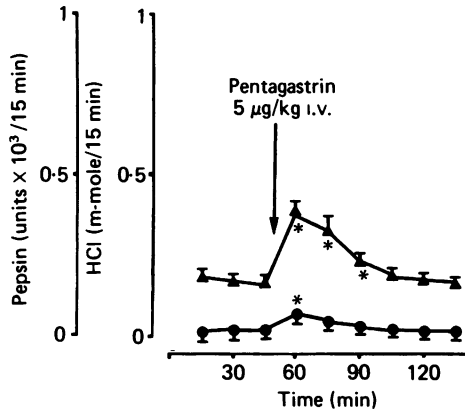 Pepsin (units × 10³/15 min)
1
0·5
0
HCl (m-mole/15 min)
1
0·5
0
Pentagastrin
5 μg/kg ı.v.
*
*
*
*
30 60 90 120
Time (min)